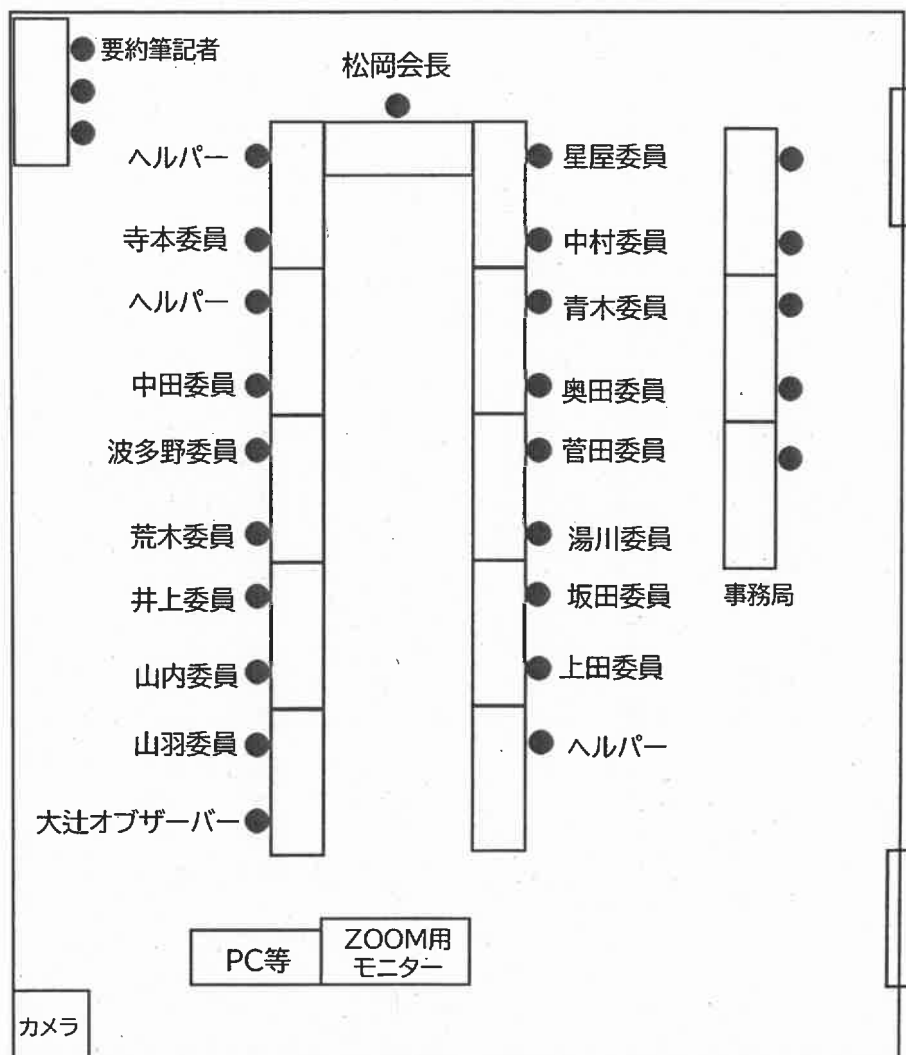 要約筆記者
松岡会長
ヘルパー
星屋委員
寺本委員
中村委員
ヘルパー
青木委員
中田委員
奥田委員
波多野委員
菅田委員
荒木委員
湯川委員
井上委員
坂田委員
事務局
山内委員
上田委員
山羽委員
ヘルパー
大辻オブザーバー
PC等
ZOOM用
モニター
カメラ